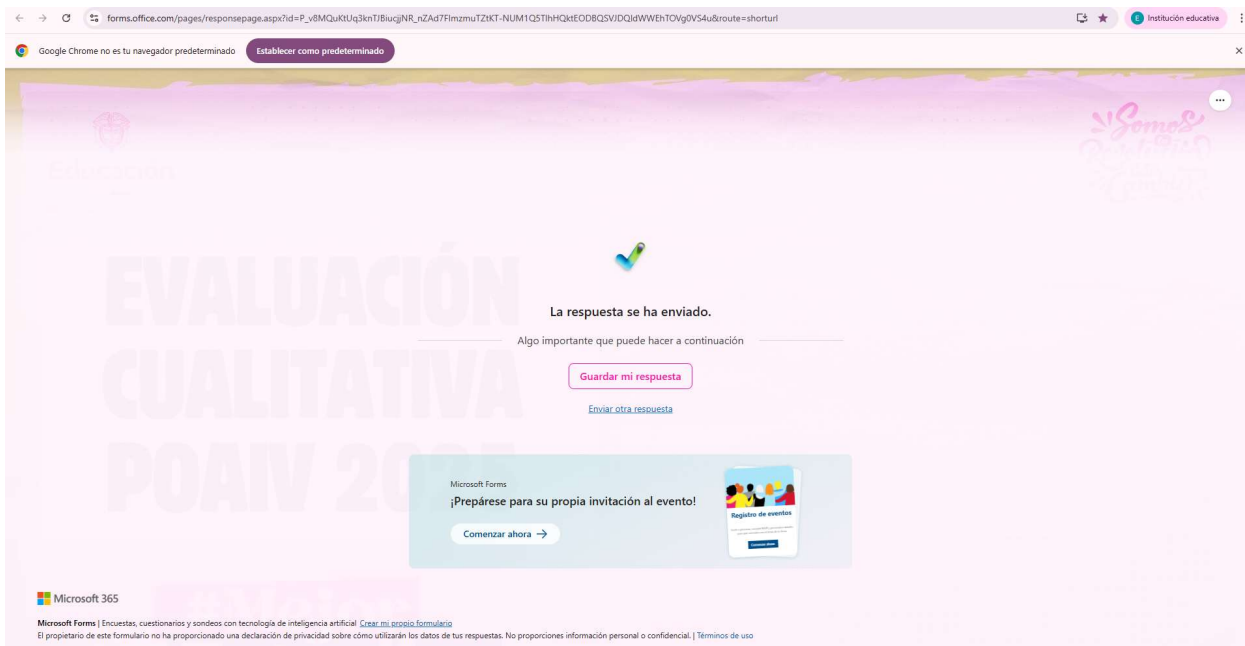 forms.office.com/pages/responsepage.aspx?id=P_v8MQuKtUq3knTJBiucjjNR_nZAd7FlmzmuTZtKT-NUM1Q5TlhHQktEODBQSVJDQldWWEhTOVg0VS4u&route=shorturl
E Institución educativa
Google Chrome no es tu navegador predeterminado
Establecer como predeterminado
Somos
Educación
EVALUACIÓN
CUALITATIVA
POAIV 2025
La respuesta se ha enviado.
Algo importante que puede hacer a continuación
Guardar mi respuesta
Enviar otra respuesta
Microsoft Forms
¡Prepárese para su propia invitación al evento!
Comenzar ahora
Registro de eventos
Microsoft 365
Microsoft Forms | Encuestas, cuestionarios y sondeos con tecnología de inteligencia artificial Crear mi propio formulario
El propietario de este formulario no ha proporcionado una declaración de privacidad sobre cómo utilizarán los datos de tus respuestas. No proporciones información personal o confidencial. | Términos de uso